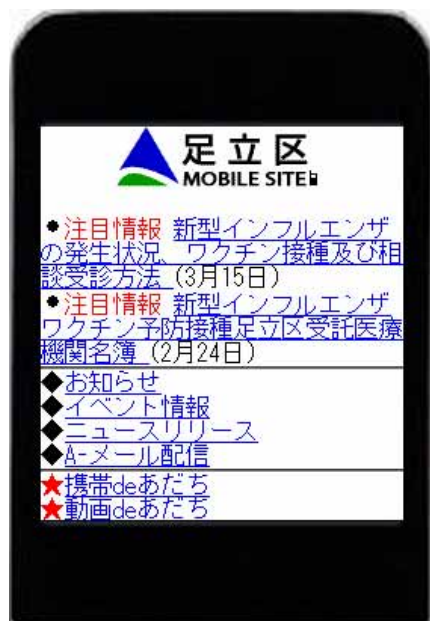 足立区
MOBILE SITE
●注目情報 新型インフルエンザ
の発生状況、ワクチン接種及び相
談受診方法 (3月15日)
●注目情報 新型インフルエンザ
ワクチン予防接種足立区受託医療
機関名簿 (2月24日)
◆お知らせ
◆イベント情報
◆ニュースリリース
◆A-メール配信
★携帯deあだち
★動画deあだち